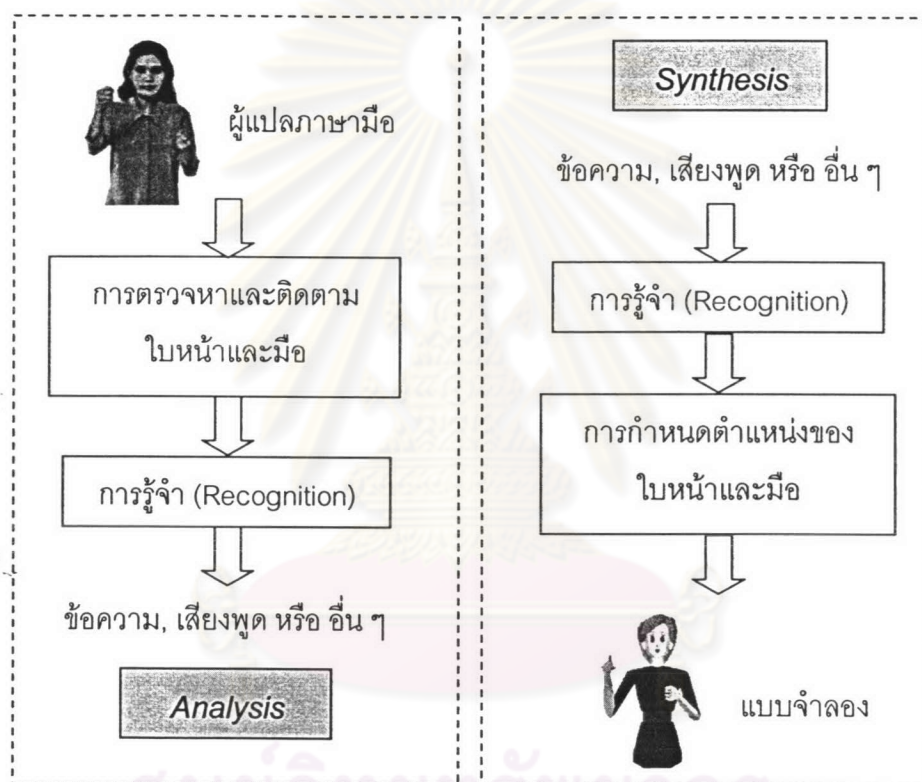 ผู้แปลภาษามือ
การตรวจหาและติดตาม
ใบหน้าและมือ
การรู้จำ (Recognition)
ข้อความ, เสียงพูด หรือ อื่น ๆ
Analysis
Synthesis
ข้อความ, เสียงพูด หรือ อื่น ๆ
การรู้จำ (Recognition)
การกำหนดตำแหน่งของ
ใบหน้าและมือ
แบบจำลอง